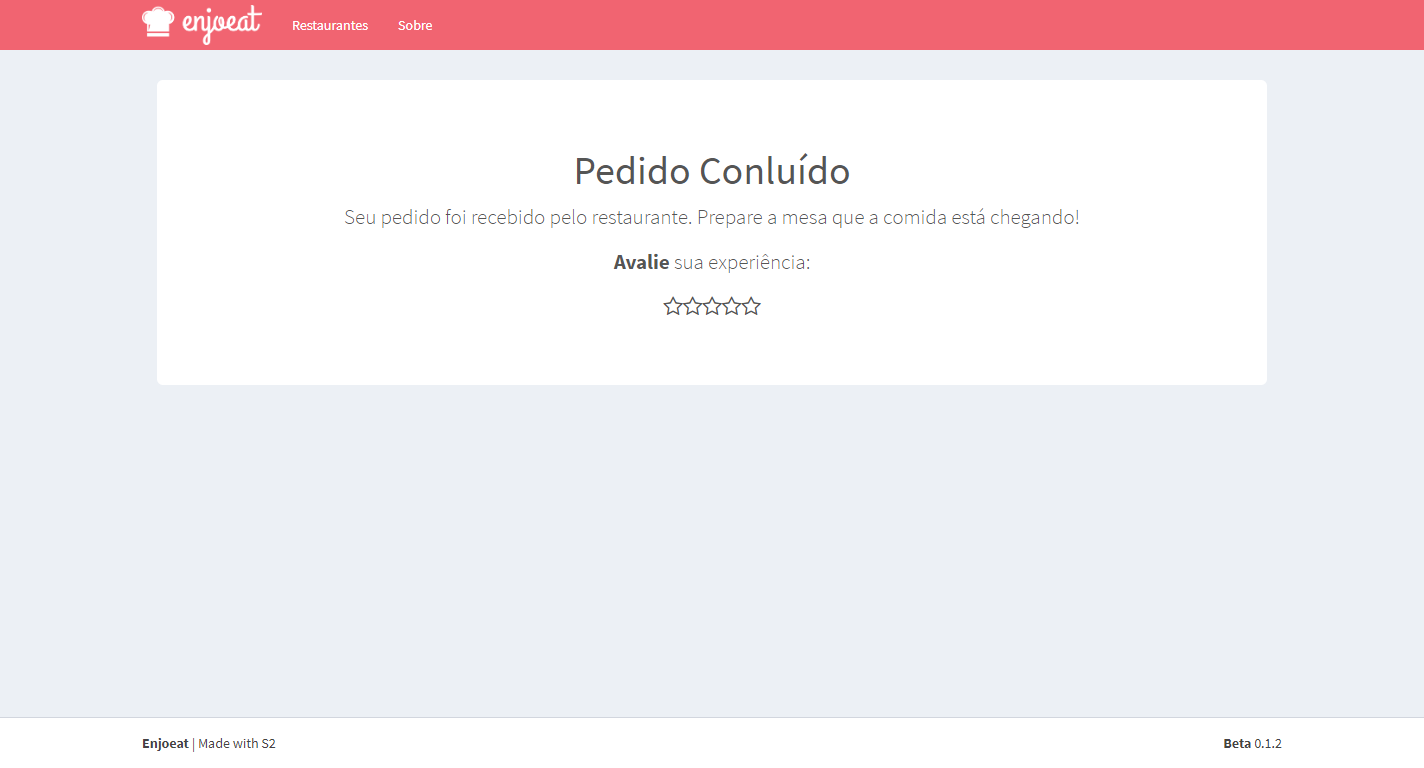 enjoeat Restaurantes Sobre
Pedido Conluído
Seu pedido foi recebido pelo restaurante. Prepare a mesa que a comida está chegando!
Avalie sua experiência:
Enjoeat | Made with S2
Beta 0.1.2